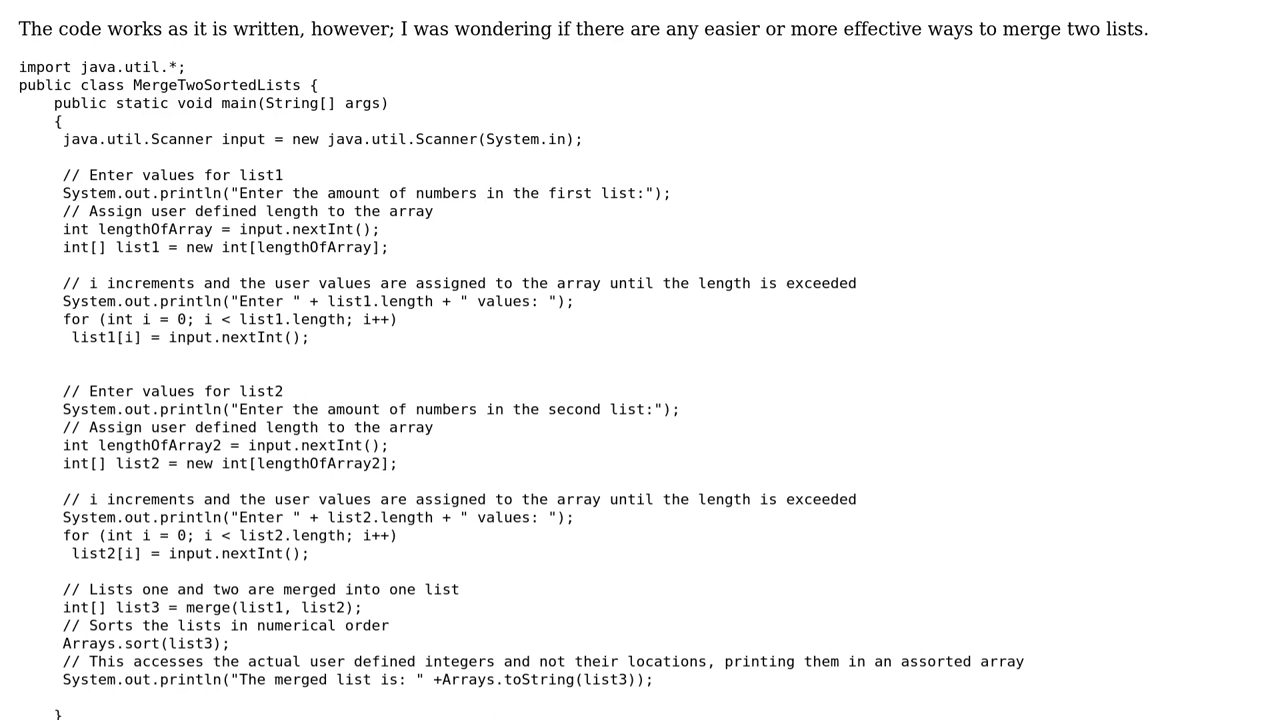 The code works as it is written, however; I was wondering if there are any easier or more effective ways to merge two lists.
import java.util.*;
public class MergeTwoSortedLists {
    public static void main(String[] args)
    {
     java.util.Scanner input = new java.util.Scanner(System.in);

     // Enter values for list1
     System.out.println("Enter the amount of numbers in the first list:");
     // Assign user defined length to the array
     int lengthOfArray = input.nextInt();
     int[] list1 = new int[lengthOfArray];

     // i increments and the user values are assigned to the array until the length is exceeded
     System.out.println("Enter " + list1.length + " values: ");
     for (int i = 0; i < list1.length; i++)
      list1[i] = input.nextInt();


     // Enter values for list2
     System.out.println("Enter the amount of numbers in the second list:");
     // Assign user defined length to the array
     int lengthOfArray2 = input.nextInt();
     int[] list2 = new int[lengthOfArray2];

     // i increments and the user values are assigned to the array until the length is exceeded
     System.out.println("Enter " + list2.length + " values: ");
     for (int i = 0; i < list2.length; i++)
      list2[i] = input.nextInt();

     // Lists one and two are merged into one list
     int[] list3 = merge(list1, list2);
     // Sorts the lists in numerical order
     Arrays.sort(list3);
     // This accesses the actual user defined integers and not their locations, printing them in an assorted array
     System.out.println("The merged list is: " +Arrays.toString(list3));

    }